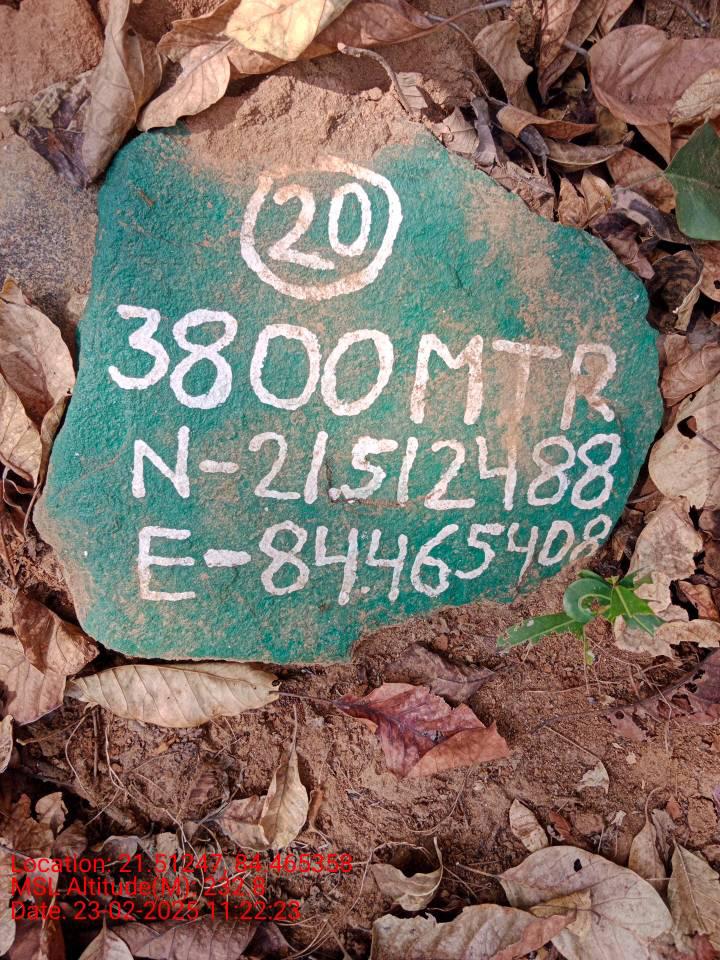 20
3800MTR
N-21.512488
E-84.465408
Location: 21.51247, 84.465358
MSL Altitude(M): 232.8
Date: 23-02-2025 11:22:23